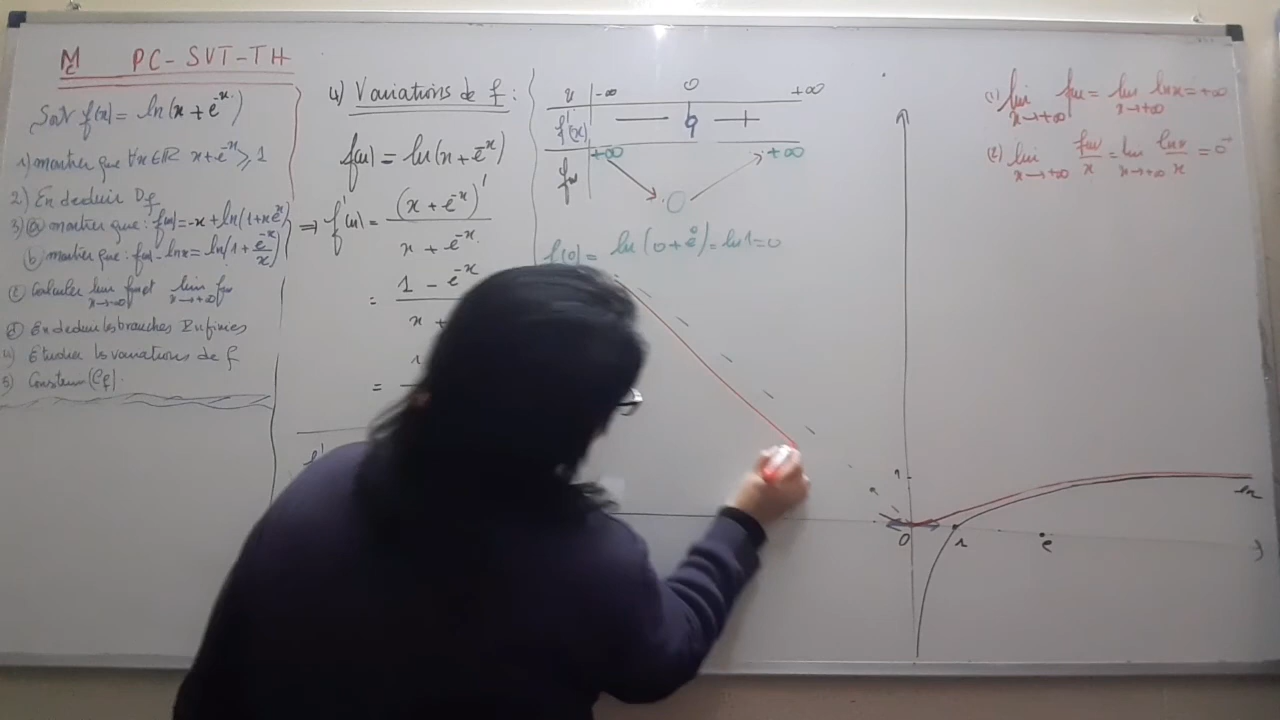 Mc PC-SVT-TH
Soit f(x) = ln(x + e^-x)
1) montrer que ∀x∈ℝ x+e^-x ≥ 1
2) En deduire Df
3) (a) montrer que : f(x) = -x + ln(1+xe^x)
(b) montrer que : f(x) - lnx = ln(1 + e^-x/x)
(c) Calculer lim x→-∞ f(x) et lim x→+∞ f(x)
(d) En deduire les branches Infinies
4) Etudier les variations de f
5) Construire (Cf).
4) Variations de f :
f(x) = ln(x + e^-x)
⇒ f'(x) = (x + e^-x)' / x + e^-x
= 1 - e^-x
x +
=
x -∞ 0 +∞
f'(x) — 0 +
f(x) +∞ 0 +∞
f(0) = ln(0 + e^0) = ln1 = 0
1
0 1 e
ln
(1) lim x→+∞ f(x) = lim x→+∞ lnx = +∞
(2) lim x→+∞ f(x)/x = lim x→+∞ lnx/x = 0^+